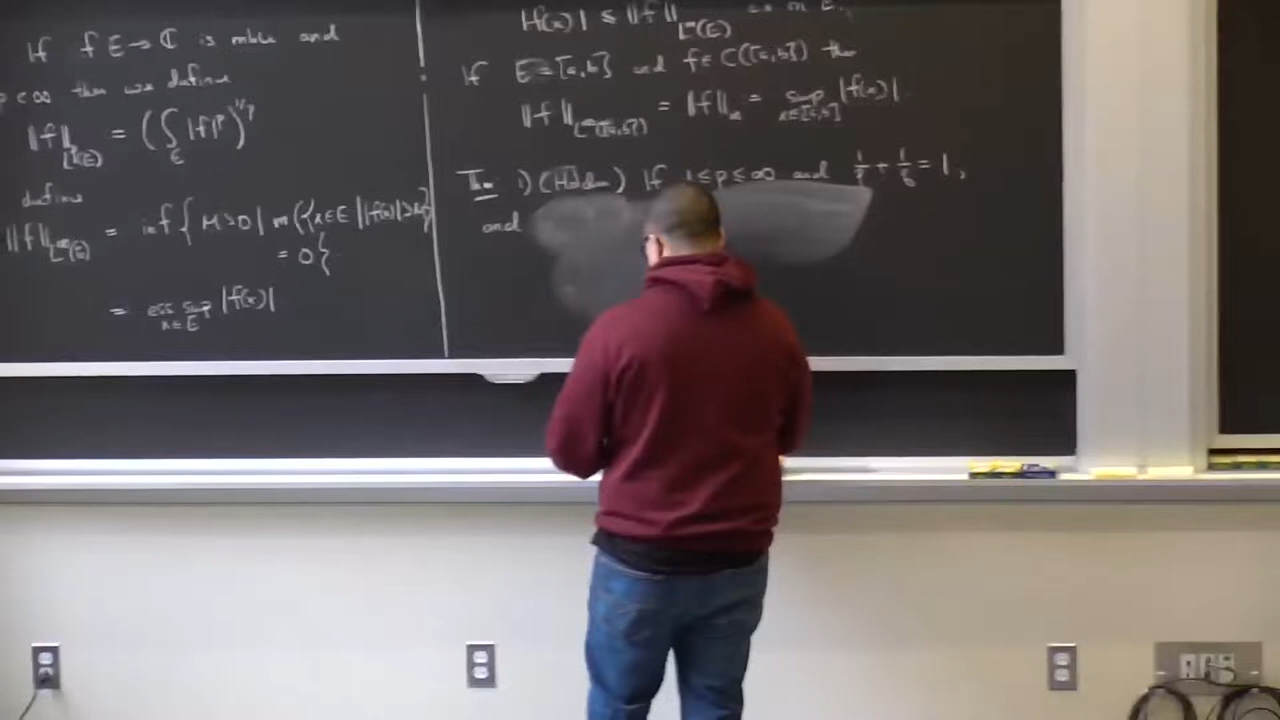 If f E → ℂ is mble and
p < ∞ then we define
‖f‖_{L^p(E)} = (∫_E |f|^p)^{1/p}
define
‖f‖_{L^∞(E)} = inf { M > 0 | m({x ∈ E | |f(x)| > M})
= 0 }
= ess sup_{x ∈ E} |f(x)|
|f(x)| ≤ ‖f‖_{L^∞(E)} a.e. on E.
If E = [a,b] and f ∈ C([a,b]) then
‖f‖_{L^∞([a,b])} = ‖f‖_∞ = sup_{x ∈ [a,b]} |f(x)|.
Thm 1) (Hölder) If 1 ≤ p ≤ ∞ and 1/p + 1/q = 1,
and